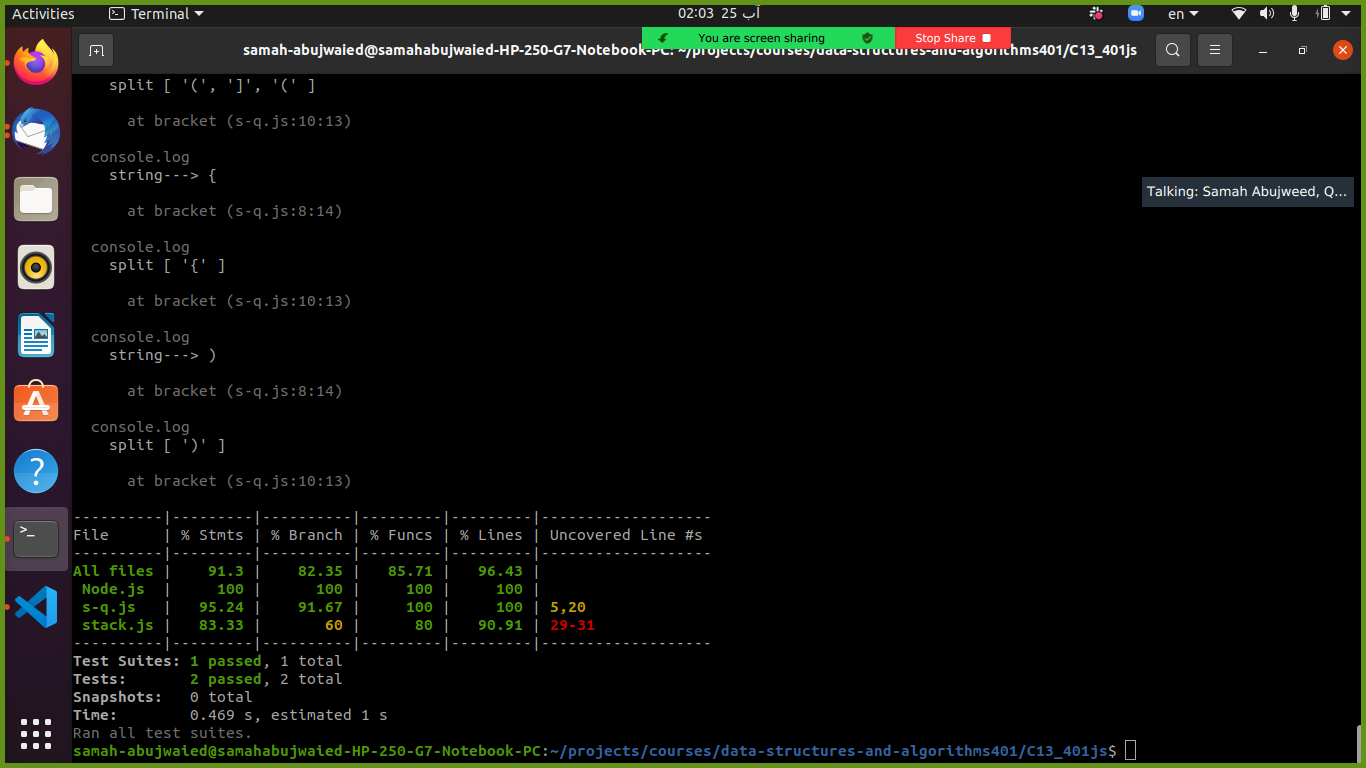 Activities Terminal 02:03 25 آب en
You are screen sharing Stop Share
samah-abujwaied@samahabujwaied-HP-250-G7-Notebook-PC: ~/projects/courses/data-structures-and-algorithms401/C13_401js
split [ '(', ']', '(' ]
at bracket (s-q.js:10:13)
console.log
string---> {
Talking: Samah Abujweed, Q...
at bracket (s-q.js:8:14)
console.log
split [ '{' ]
at bracket (s-q.js:10:13)
console.log
string---> )
at bracket (s-q.js:8:14)
console.log
split [ ')' ]
at bracket (s-q.js:10:13)
----------|---------|----------|---------|---------|-------------------
File | % Stmts | % Branch | % Funcs | % Lines | Uncovered Line #s
----------|---------|----------|---------|---------|-------------------
All files | 91.3 | 82.35 | 85.71 | 96.43 |
Node.js | 100 | 100 | 100 | 100 |
s-q.js | 95.24 | 91.67 | 100 | 100 | 5,20
stack.js | 83.33 | 60 | 80 | 90.91 | 29-31
----------|---------|----------|---------|---------|-------------------
Test Suites: 1 passed, 1 total
Tests: 2 passed, 2 total
Snapshots: 0 total
Time: 0.469 s, estimated 1 s
Ran all test suites.
samah-abujwaied@samahabujwaied-HP-250-G7-Notebook-PC:~/projects/courses/data-structures-and-algorithms401/C13_401js$